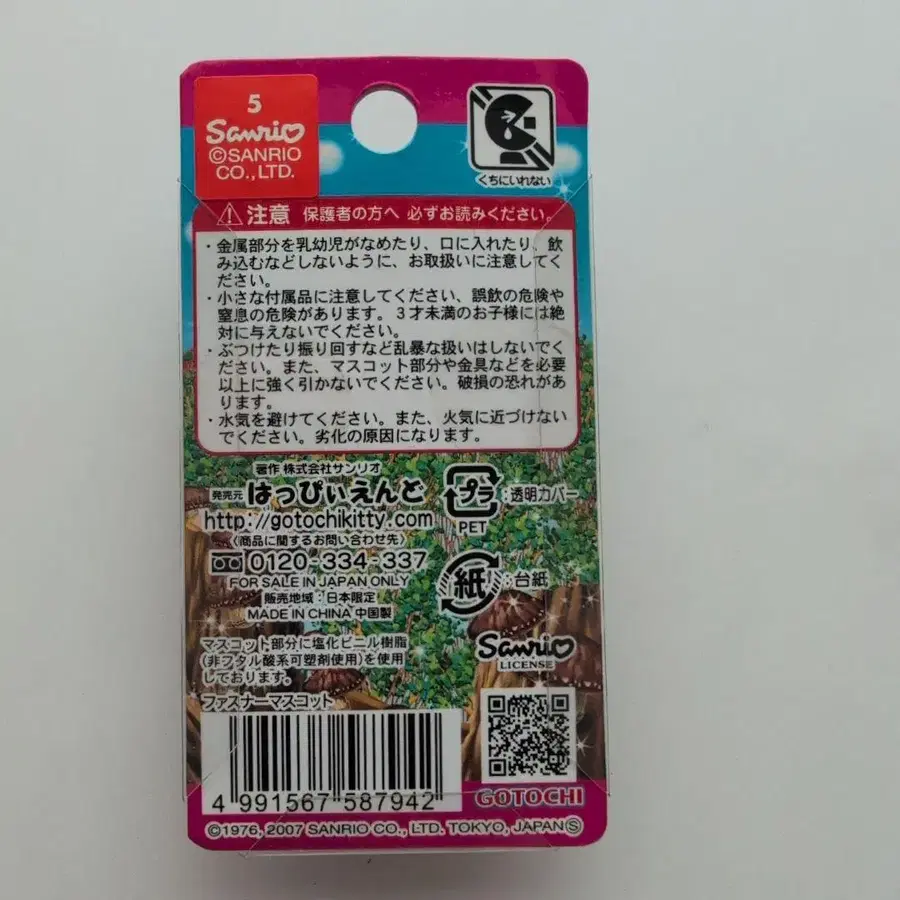 5
Sanrio
©SANRIO
CO.,LTD.
くちにいれない
注意 保護者の方へ 必ずお読みください。
・金属部分を乳幼児がなめたり、口に入れたり、飲
み込むなどしないように、お取扱いに注意してく
ださい。
・小さな付属品に注意してください、誤飲の危険や
窒息の危険があります。3才未満のお子様には絶
対に与えないでください。
・ぶつけたり振り回すなど乱暴な扱いはしないでく
ださい。また、マスコット部分や金具などを必要
以上に強く引かないでください。破損の恐れがあ
ります。
・水気を避けてください。また、火気に近づけない
でください。劣化の原因になります。
著作 株式会社サンリオ
発売元 はっぴぃえんど
http://gotochikitty.com
〈商品に関するお問い合わせ先〉
0120-334-337
FOR SALE IN JAPAN ONLY
販売地域:日本限定
MADE IN CHINA 中国製
プラ :透明カバー
PET
紙 :台紙
マスコット部分に塩化ビニル樹脂
(非フタル酸系可塑剤使用)を使用
しております。
ファスナーマスコット
Sanrio
LICENSE
4 991567 587942
GOTOCHI
©1976, 2007 SANRIO CO., LTD. TOKYO, JAPAN Ⓢ